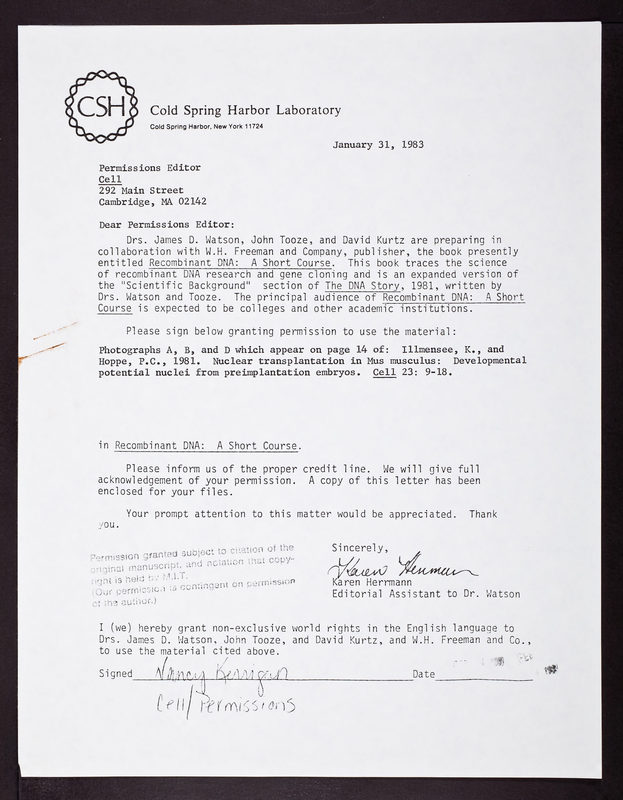 CSH
Cold Spring Harbor Laboratory
Cold Spring Harbor, New York 11724
January 31, 1983
Permissions Editor
Cell
292 Main Street
Cambridge, MA 02142
Dear Permissions Editor:
Drs. James D. Watson, John Tooze, and David Kurtz are preparing in
collaboration with W.H. Freeman and Company, publisher, the book presently
entitled Recombinant DNA: A Short Course. This book traces the science
of recombinant DNA research and gene cloning and is an expanded version of
the "Scientific Background" section of The DNA Story, 1981, written by
Drs. Watson and Tooze. The principal audience of Recombinant DNA: A Short
Course is expected to be colleges and other academic institutions.
Please sign below granting permission to use the material:
Photographs A, B, and D which appear on page 14 of: Illmensee, K., and
Hoppe, P.C., 1981. Nuclear transplantation in Mus musculus: Developmental
potential nuclei from preimplantation embryos. Cell 23: 9-18.
in Recombinant DNA: A Short Course.
Please inform us of the proper credit line. We will give full
acknowledgement of your permission. A copy of this letter has been
enclosed for your files.
Your prompt attention to this matter would be appreciated. Thank
you.
Permission granted subject to citation of the
original manuscript, and notation that copy-
right is held by M.I.T.
(Our permission is contingent on permission
of the author.)
Sincerely,
Karen Herrmann
Karen Herrmann
Editorial Assistant to Dr. Watson
I (we) hereby grant non-exclusive world rights in the English language to
Drs. James D. Watson, John Tooze, and David Kurtz, and W.H. Freeman and Co.,
to use the material cited above.
Signed Nancy Kerrigan Date
Cell/Permissions